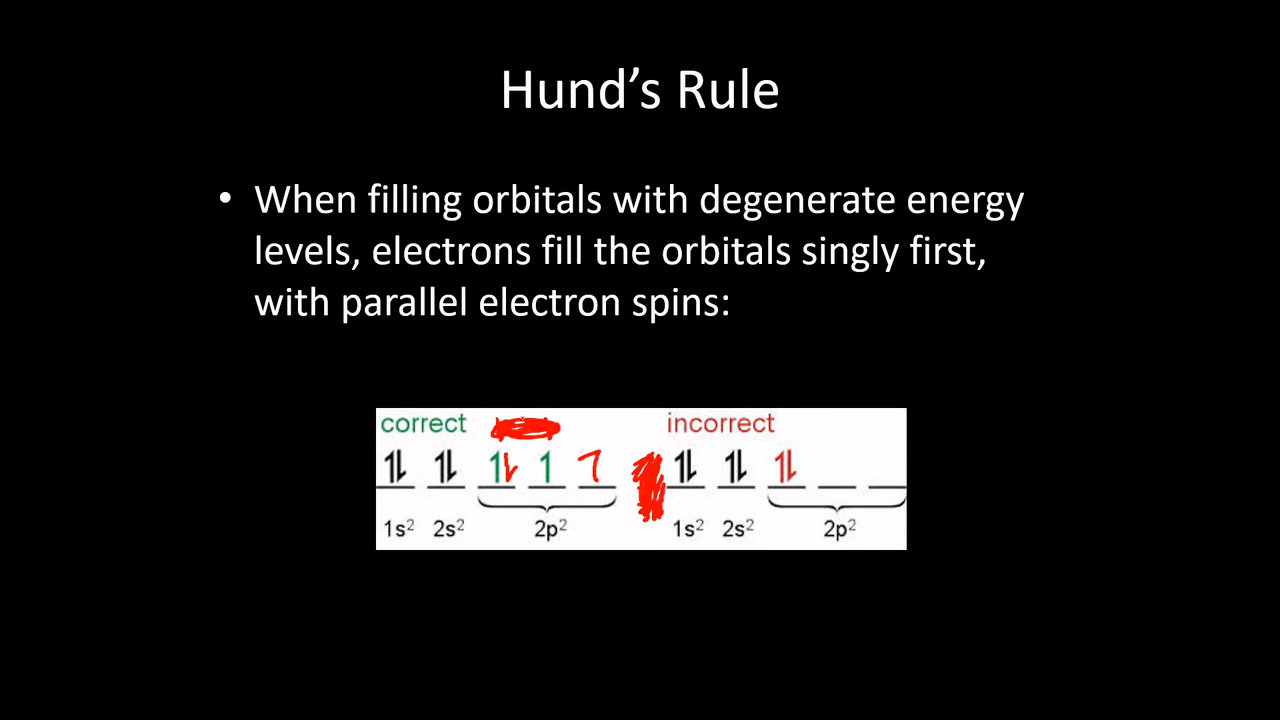 Hund’s Rule
• When filling orbitals with degenerate energy
levels, electrons fill the orbitals singly first,
with parallel electron spins:
correct incorrect
1s² 2s² 2p² 1s² 2s² 2p²